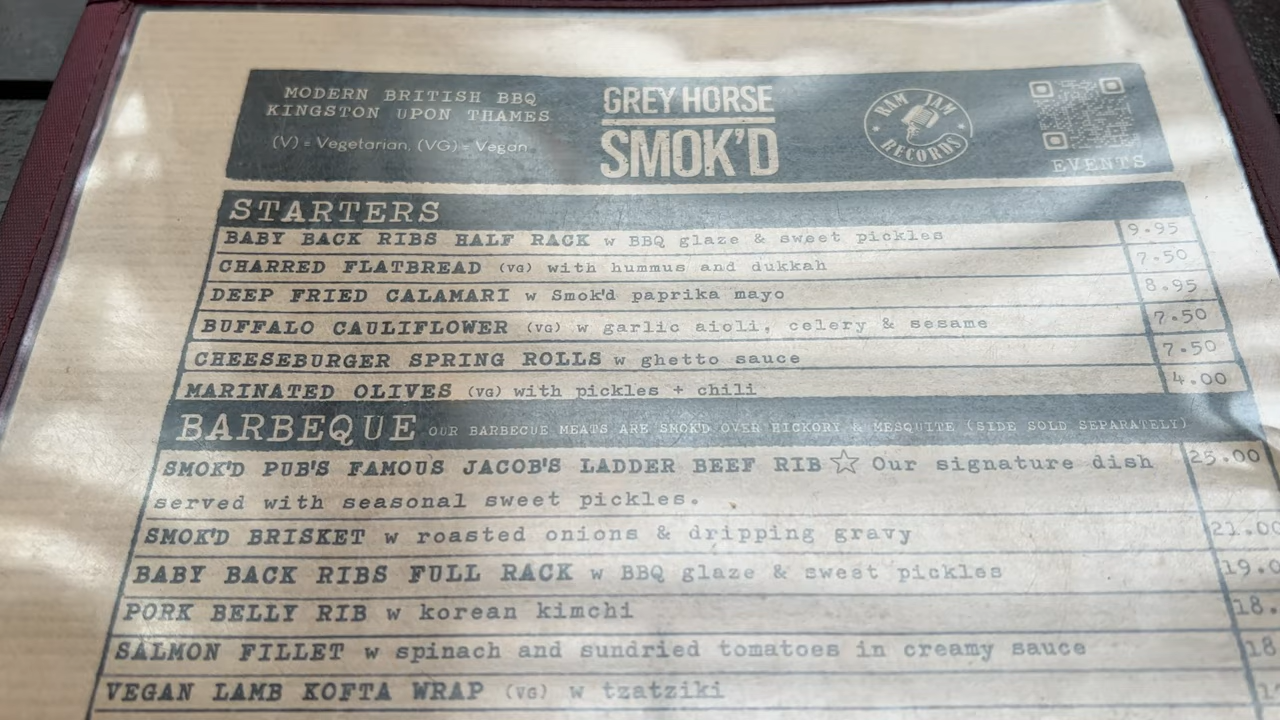 MODERN BRITISH BBQ
KINGSTON UPON THAMES
(V) = Vegetarian, (VG) = Vegan
GREY HORSE
SMOK'D
RAM JAM
RECORDS
EVENTS
STARTERS
BABY BACK RIBS HALF RACK w BBQ glaze & sweet pickles 9.95
CHARRED FLATBREAD (VG) with hummus and dukkah 7.50
DEEP FRIED CALAMARI w Smok'd paprika mayo 8.95
BUFFALO CAULIFLOWER (VG) w garlic aioli, celery & sesame 7.50
CHEESEBURGER SPRING ROLLS w ghetto sauce 7.50
MARINATED OLIVES (VG) with pickles + chili 4.00
BARBEQUE OUR BARBECUE MEATS ARE SMOK'D OVER HICKORY & MESQUITE (SIDE SOLD SEPARATELY)
SMOK'D PUB'S FAMOUS JACOB'S LADDER BEEF RIB ☆ Our signature dish 25.00
served with seasonal sweet pickles.
SMOK'D BRISKET w roasted onions & dripping gravy 21.00
BABY BACK RIBS FULL RACK w BBQ glaze & sweet pickles 19.0
PORK BELLY RIB w korean kimchi 18.
SALMON FILLET w spinach and sundried tomatoes in creamy sauce 18
VEGAN LAMB KOFTA WRAP (VG) w tzatziki